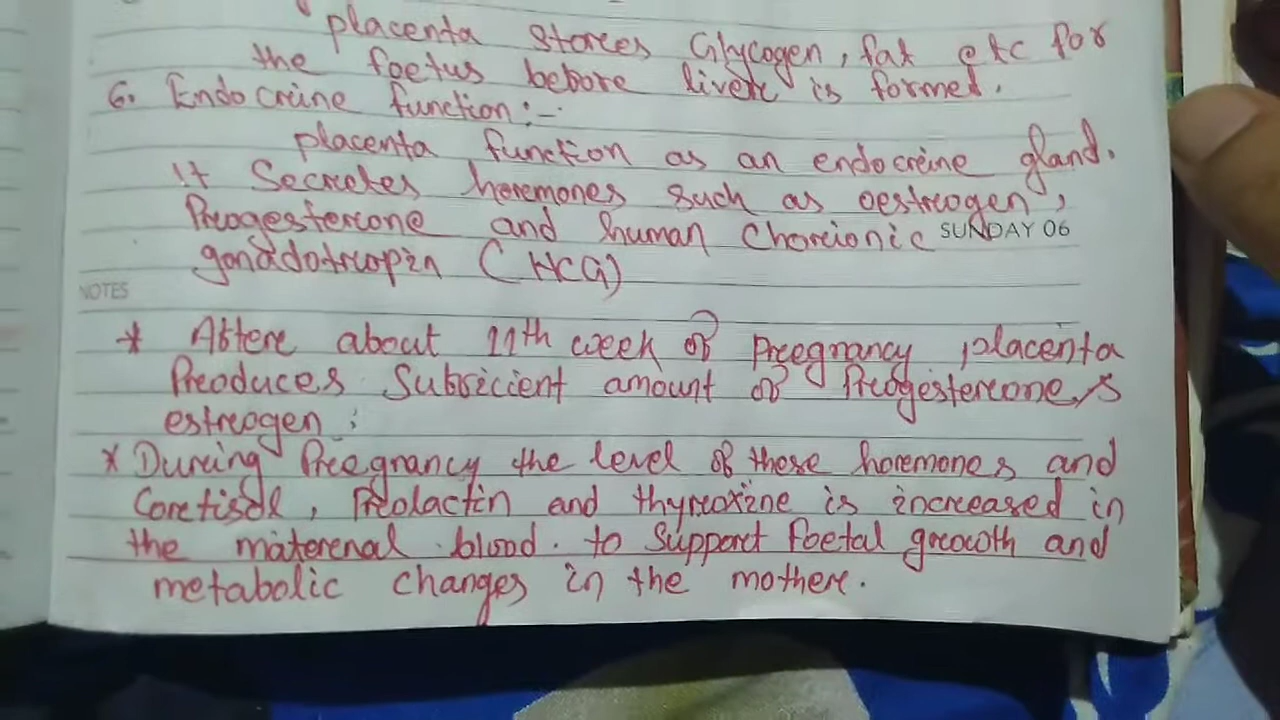 placenta stores Glycogen, fat etc for
the foetus before liver is formed.
6. Endocrine function :-
placenta function as an endocrine gland.
It Secretes hormones such as oestrogen,
Progesterone and human Chorionic
SUNDAY 06
gonadotropin (HCG)
NOTES
* After about 11th week of Pregnancy, placenta
Produces Sufficient amount of Progesterone &
estrogen :
* During Pregnancy the level of these hormones and
Cortisol, Prolactin and thyroxine is increased in
the maternal blood. to support foetal growth and
metabolic changes in the mother.